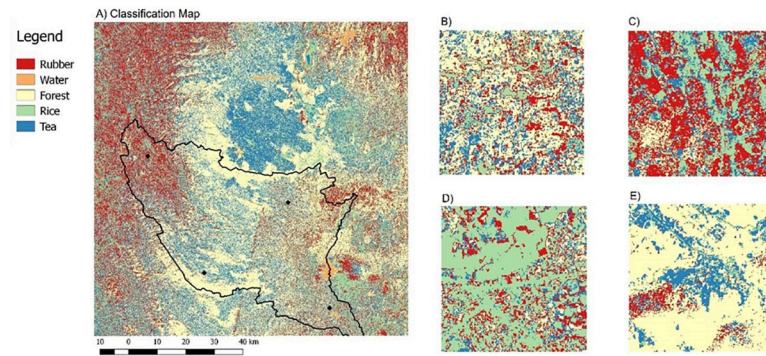 A) Classification Map
Legend
Rubber
Water
Forest
Rice
Tea
10 0 10 20 30 40 km
B)
C)
D)
E)